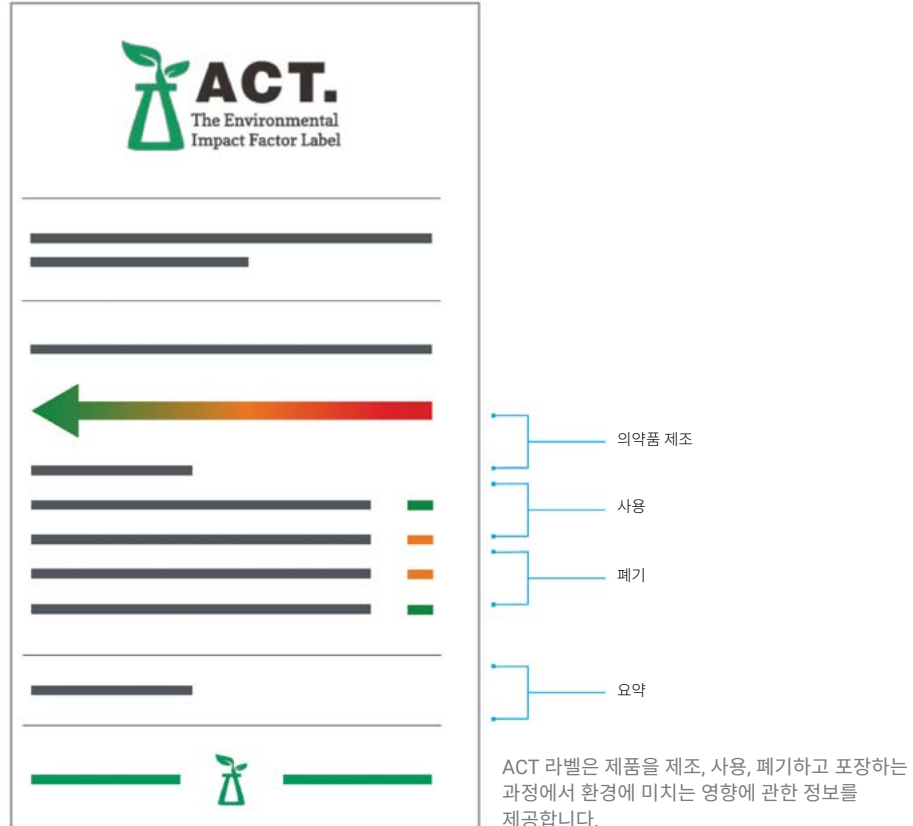 ACT.
The Environmental
Impact Factor Label
의약품 제조
사용
폐기
요약
ACT 라벨은 제품을 제조, 사용, 폐기하고 포장하는
과정에서 환경에 미치는 영향에 관한 정보를
제공합니다.